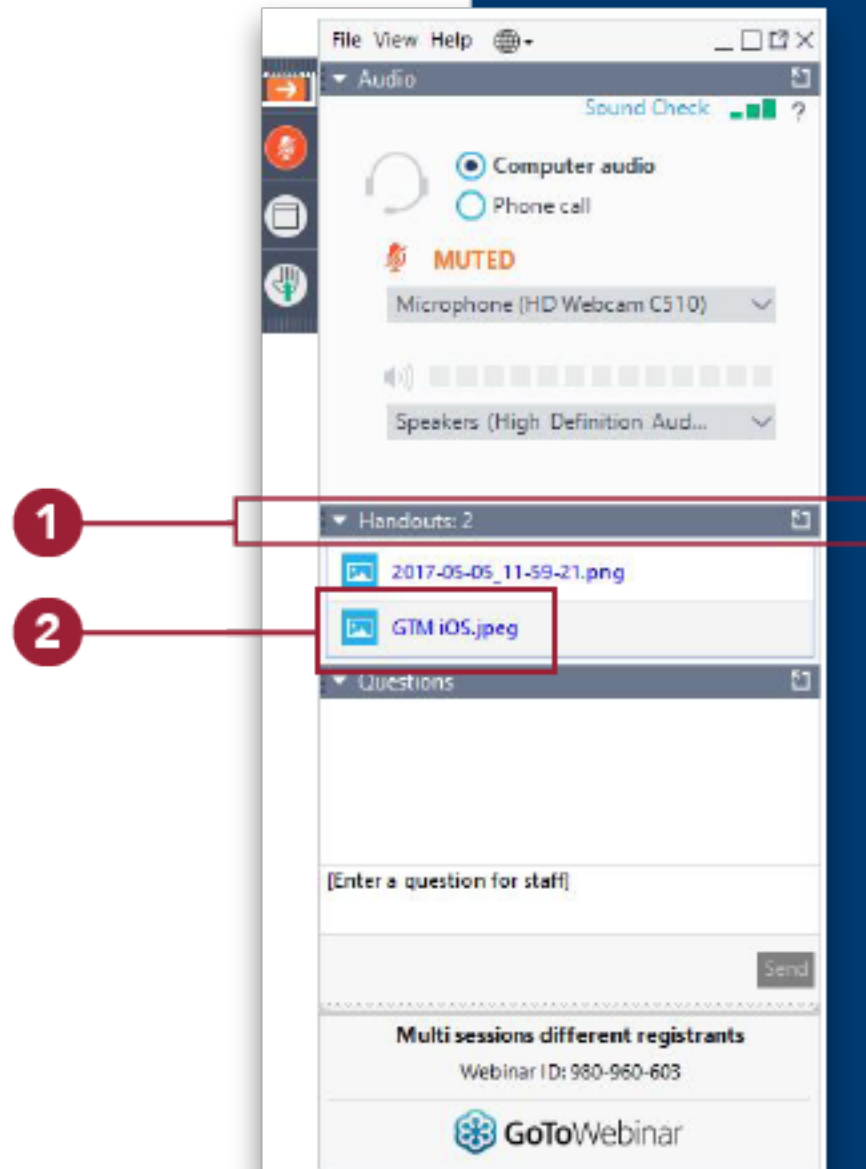 File View Help
Audio
Sound Check ?
Computer audio
Phone call
MUTED
Microphone (HD Webcam C510)
Speakers (High Definition Aud...
1
Handouts: 2
2017-05-05_11-59-21.png
2
GTM iOS.jpeg
Questions
[Enter a question for staff]
Send
Multi sessions different registrants
Webinar ID: 980-960-603
GoToWebinar